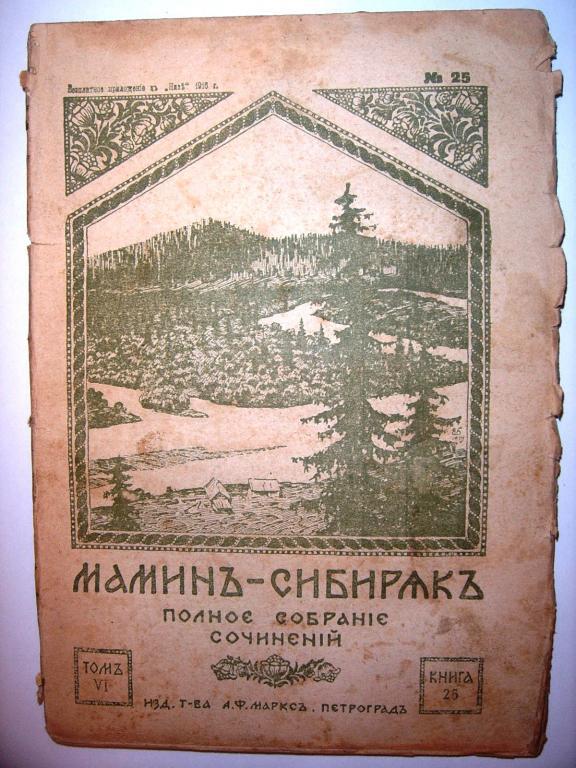 Безплатное приложение къ „Нивѣ" 1916 г.
№ 25
МАМИНЪ-СИБИРЯКЪ
ПОЛНОЕ СОБРАНІЕ
СОЧИНЕНІЙ
ТОМЪ
VI
КНИГА
25
ИЗД. Т-ВА А.Ф.МАРКСЪ. ПЕТРОГРАДЪ